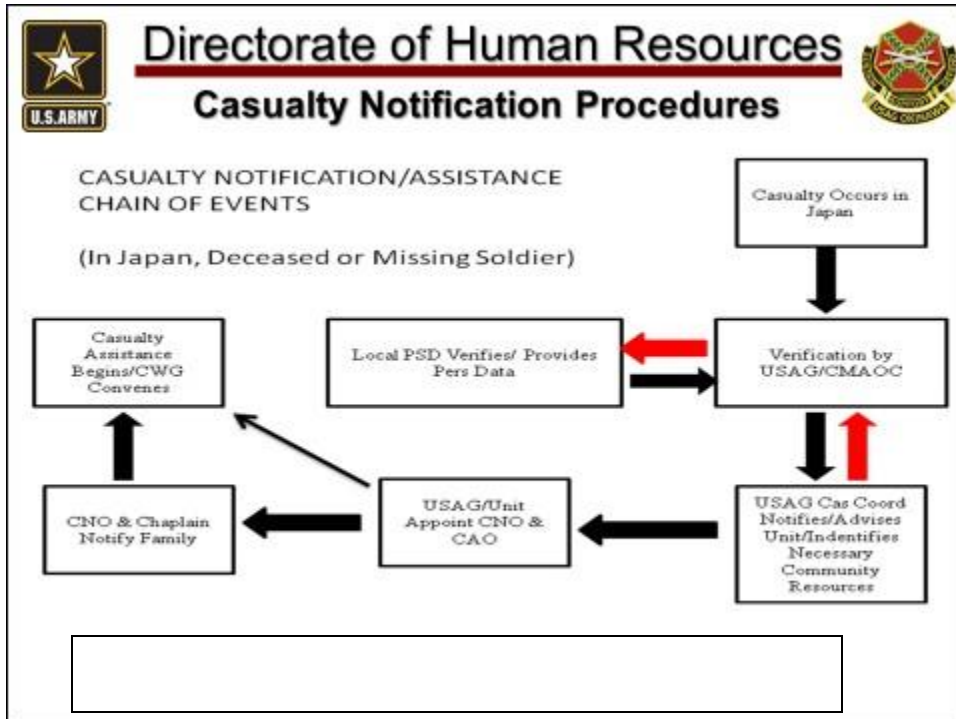 Directorate of Human Resources
U.S.ARMY
USAG OKINAWA
Casualty Notification Procedures
CASUALTY NOTIFICATION/ASSISTANCE
CHAIN OF EVENTS
(In Japan, Deceased or Missing Soldier)
Casualty Occurs in
Japan
Casualty
Assistance
Begins/CWG
Convenes
Local PSD Verifies/ Provides
Pers Data
Verification by
USAG/CMAOC
CNO & Chaplain
Notify Family
USAG/Unit
Appoint CNO &
CAO
USAG Cas Coord
Notifies/Advises
Unit/Indentifies
Necessary
Community
Resources